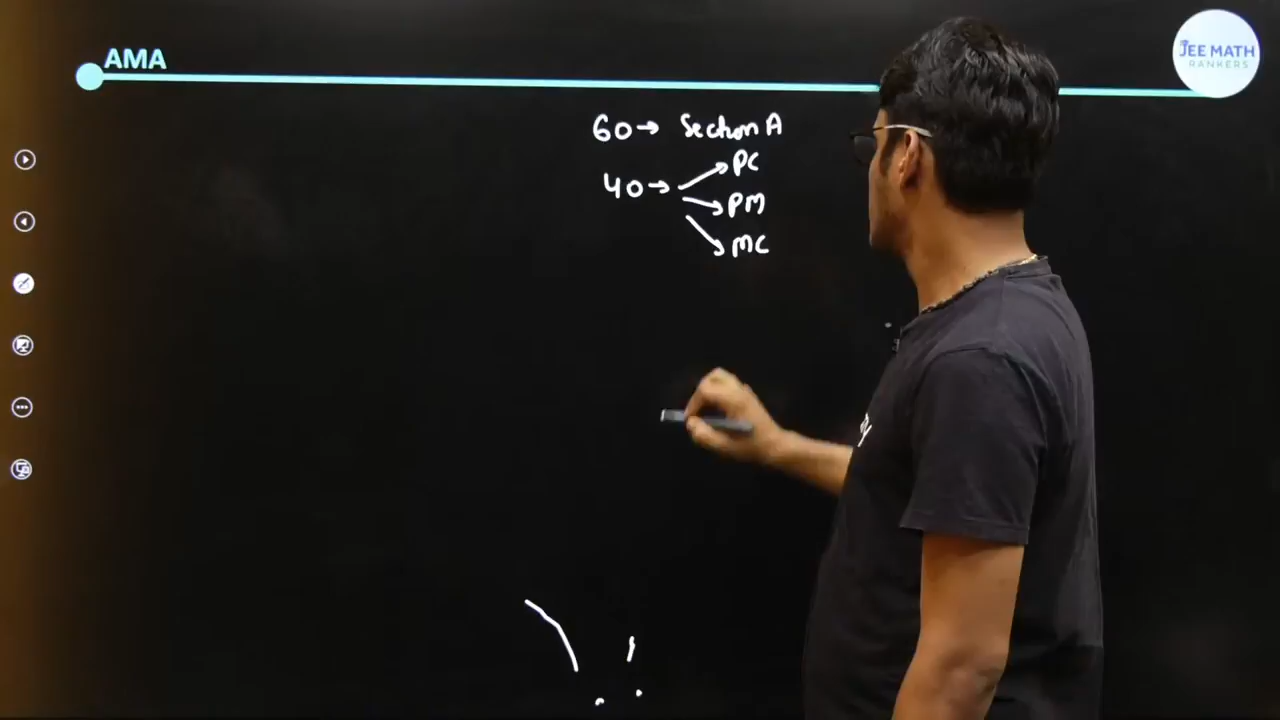 AMA
JEE MATH
RANKERS
60→ Section A
40→ → PC
→ PM
→ MC